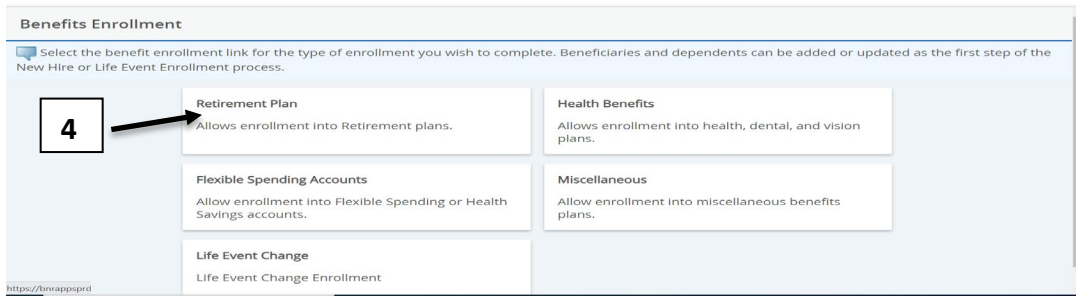 Benefits Enrollment
Select the benefit enrollment link for the type of enrollment you wish to complete. Beneficiaries and dependents can be added or updated as the first step of the
New Hire or Life Event Enrollment process.
4
Retirement Plan
Allows enrollment into Retirement plans.
Health Benefits
Allows enrollment into health, dental, and vision
plans.
Flexible Spending Accounts
Allow enrollment into Flexible Spending or Health
Savings accounts.
Miscellaneous
Allow enrollment into miscellaneous benefits
plans.
Life Event Change
Life Event Change Enrollment
https://bnrappsprd